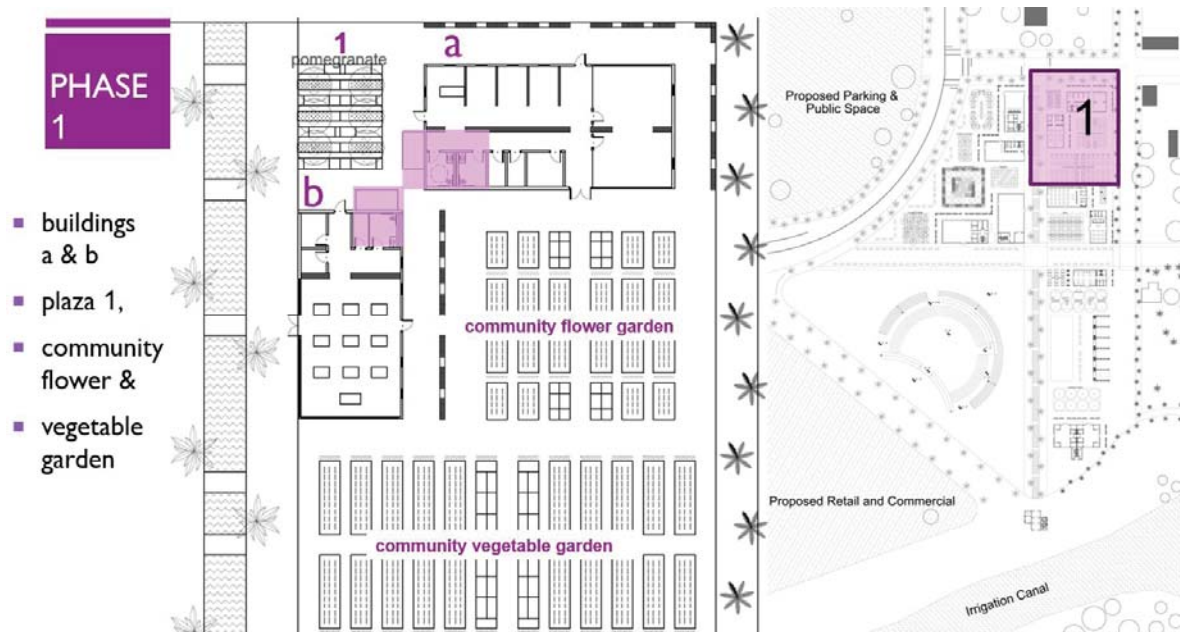 PHASE
1
buildings
a & b
plaza 1,
community
flower &
vegetable
garden
1
pomegranate
a
b
community flower garden
community vegetable garden
Proposed Parking &
Public Space
1
Proposed Retail and Commercial
Irrigation Canal